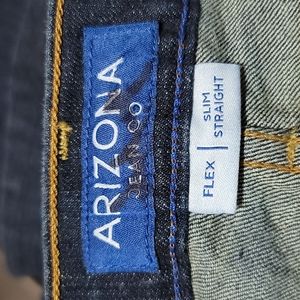 ARIZONA
JEAN CO
FLEX | SLIM
STRAIGHT